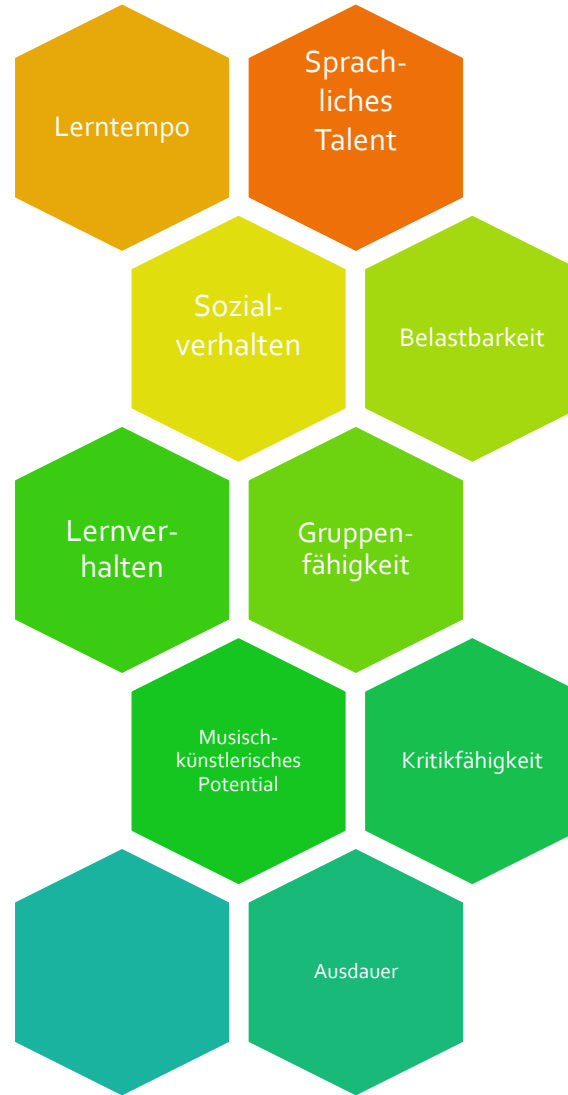 Lerntempo
Sprach-
liches
Talent
Sozial-
verhalten
Belastbarkeit
Lernver-
halten
Gruppen-
fähigkeit
Musisch-
künstlerisches
Potential
Kritikfähigkeit
Ausdauer